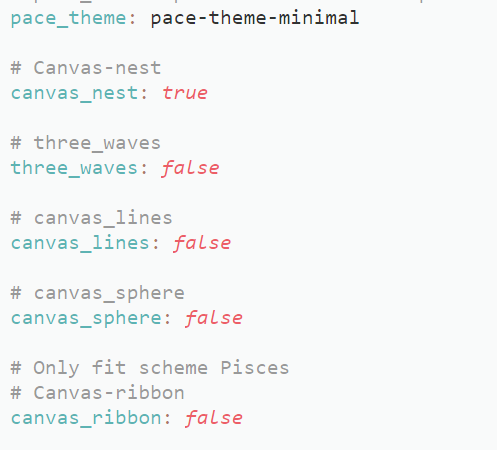 pace_theme: pace-theme-minimal
# Canvas-nest
canvas_nest: true
# three_waves
three_waves: false
# canvas_lines
canvas_lines: false
# canvas_sphere
canvas_sphere: false
# Only fit scheme Pisces
# Canvas-ribbon
canvas_ribbon: false